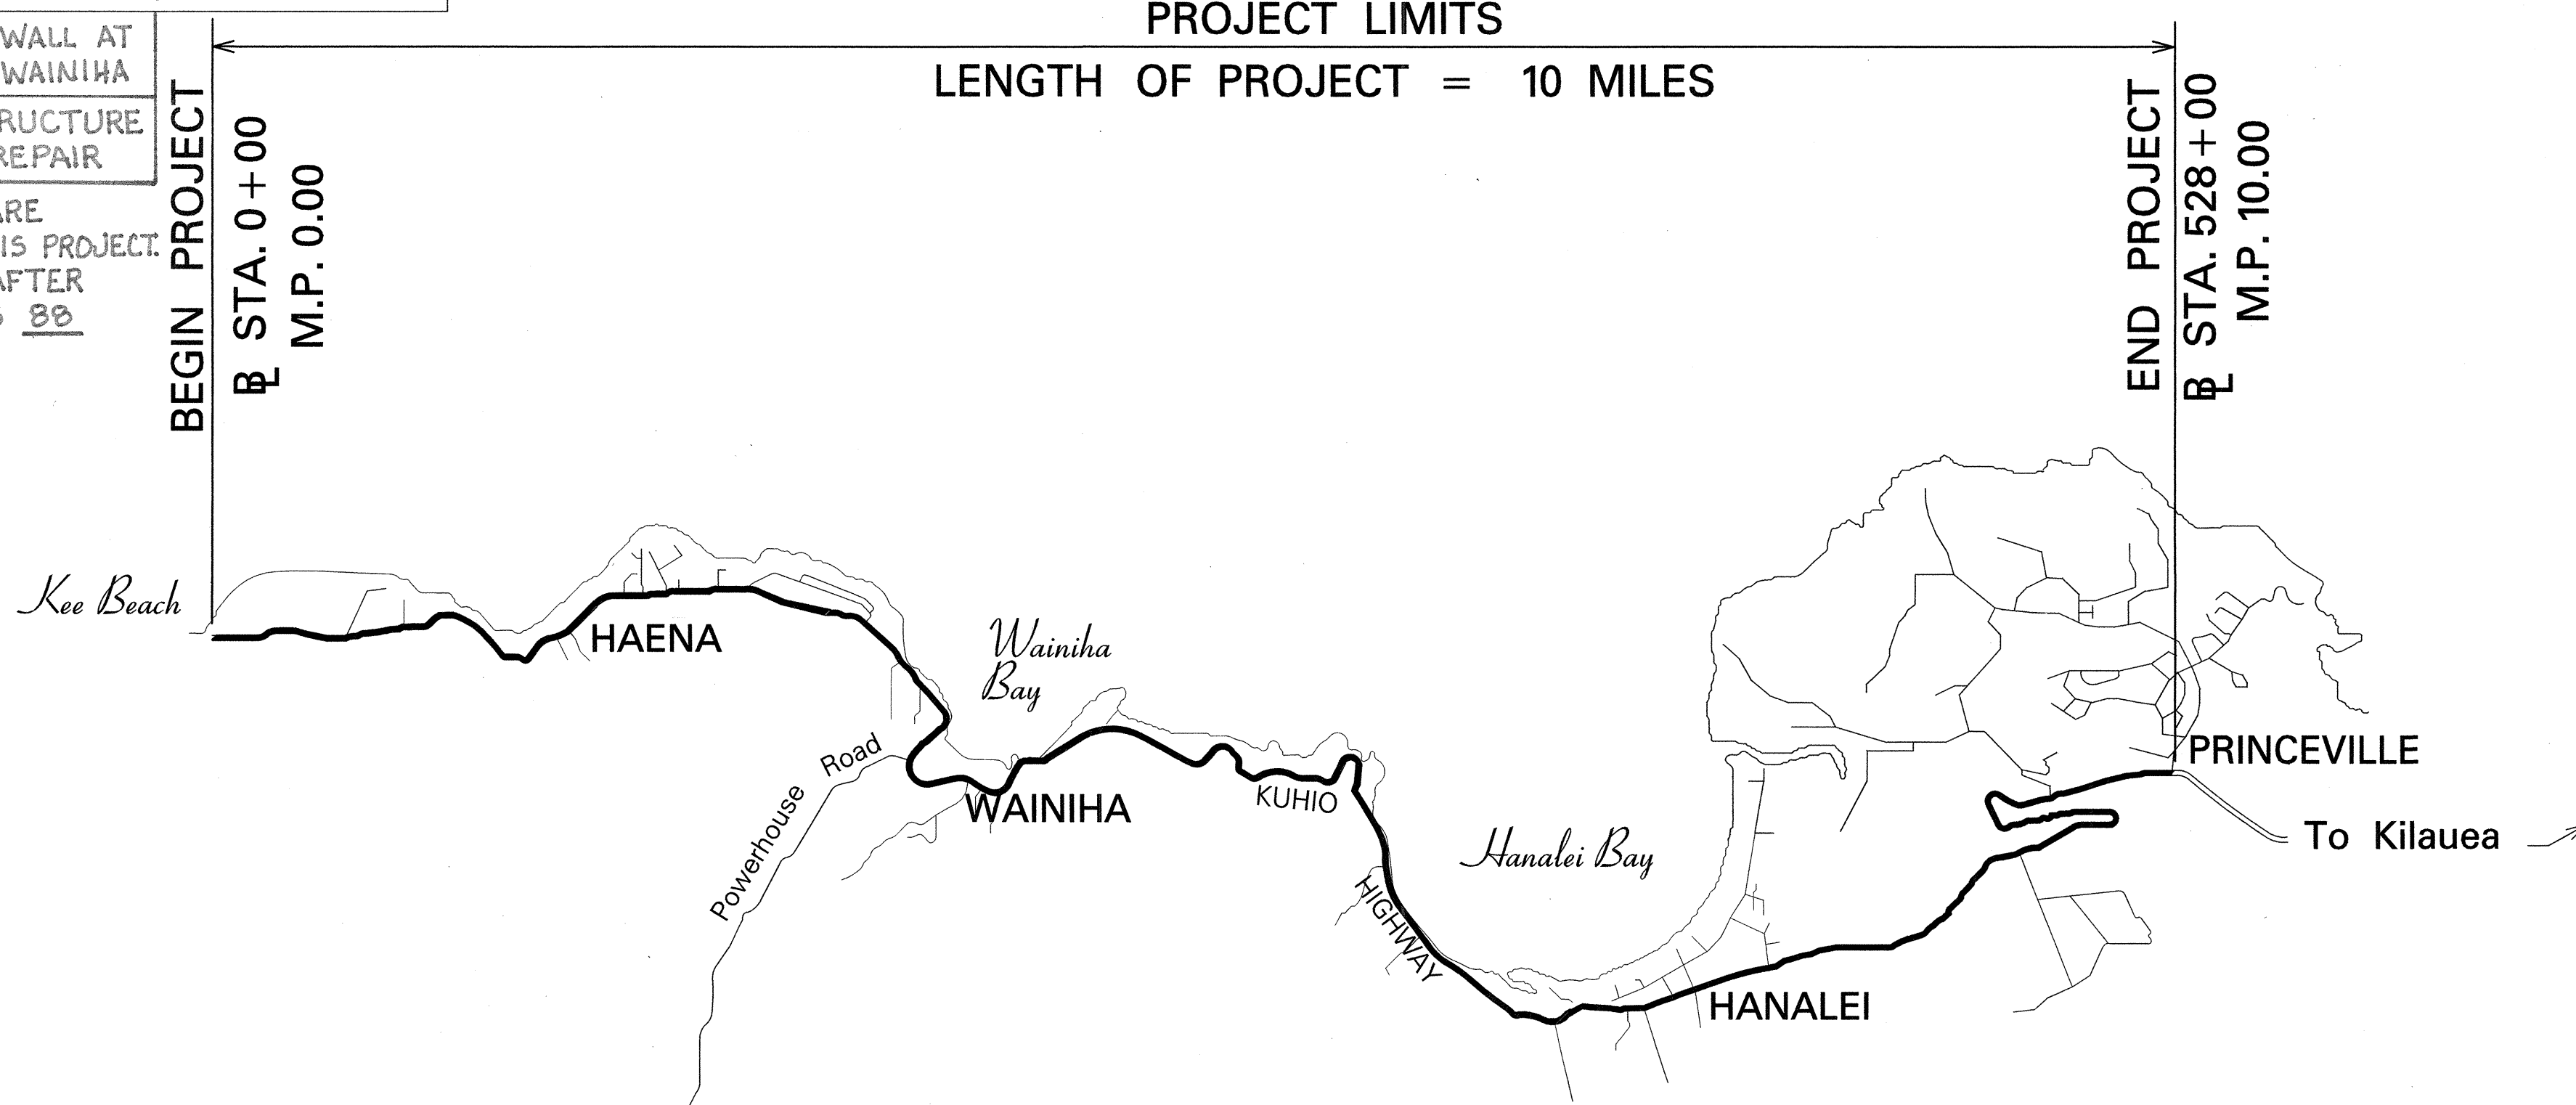 PROJECT LIMITS
LENGTH OF PROJECT = 10 MILES
WALL AT
WAINIHA
REPAIR
IS PROJECT.
AFTER
88
BEGIN PROJECT
BL STA. 0+00
M.P. 0.00
END PROJECT
BL STA. 528+00
M.P. 10.00
Kee Beach
HAENA
Wainiha
Bay
Powerhouse Road
WAINIHA
KUHIO
HIGHWAY
Hanalei Bay
HANALEI
PRINCEVILLE
To Kilauea